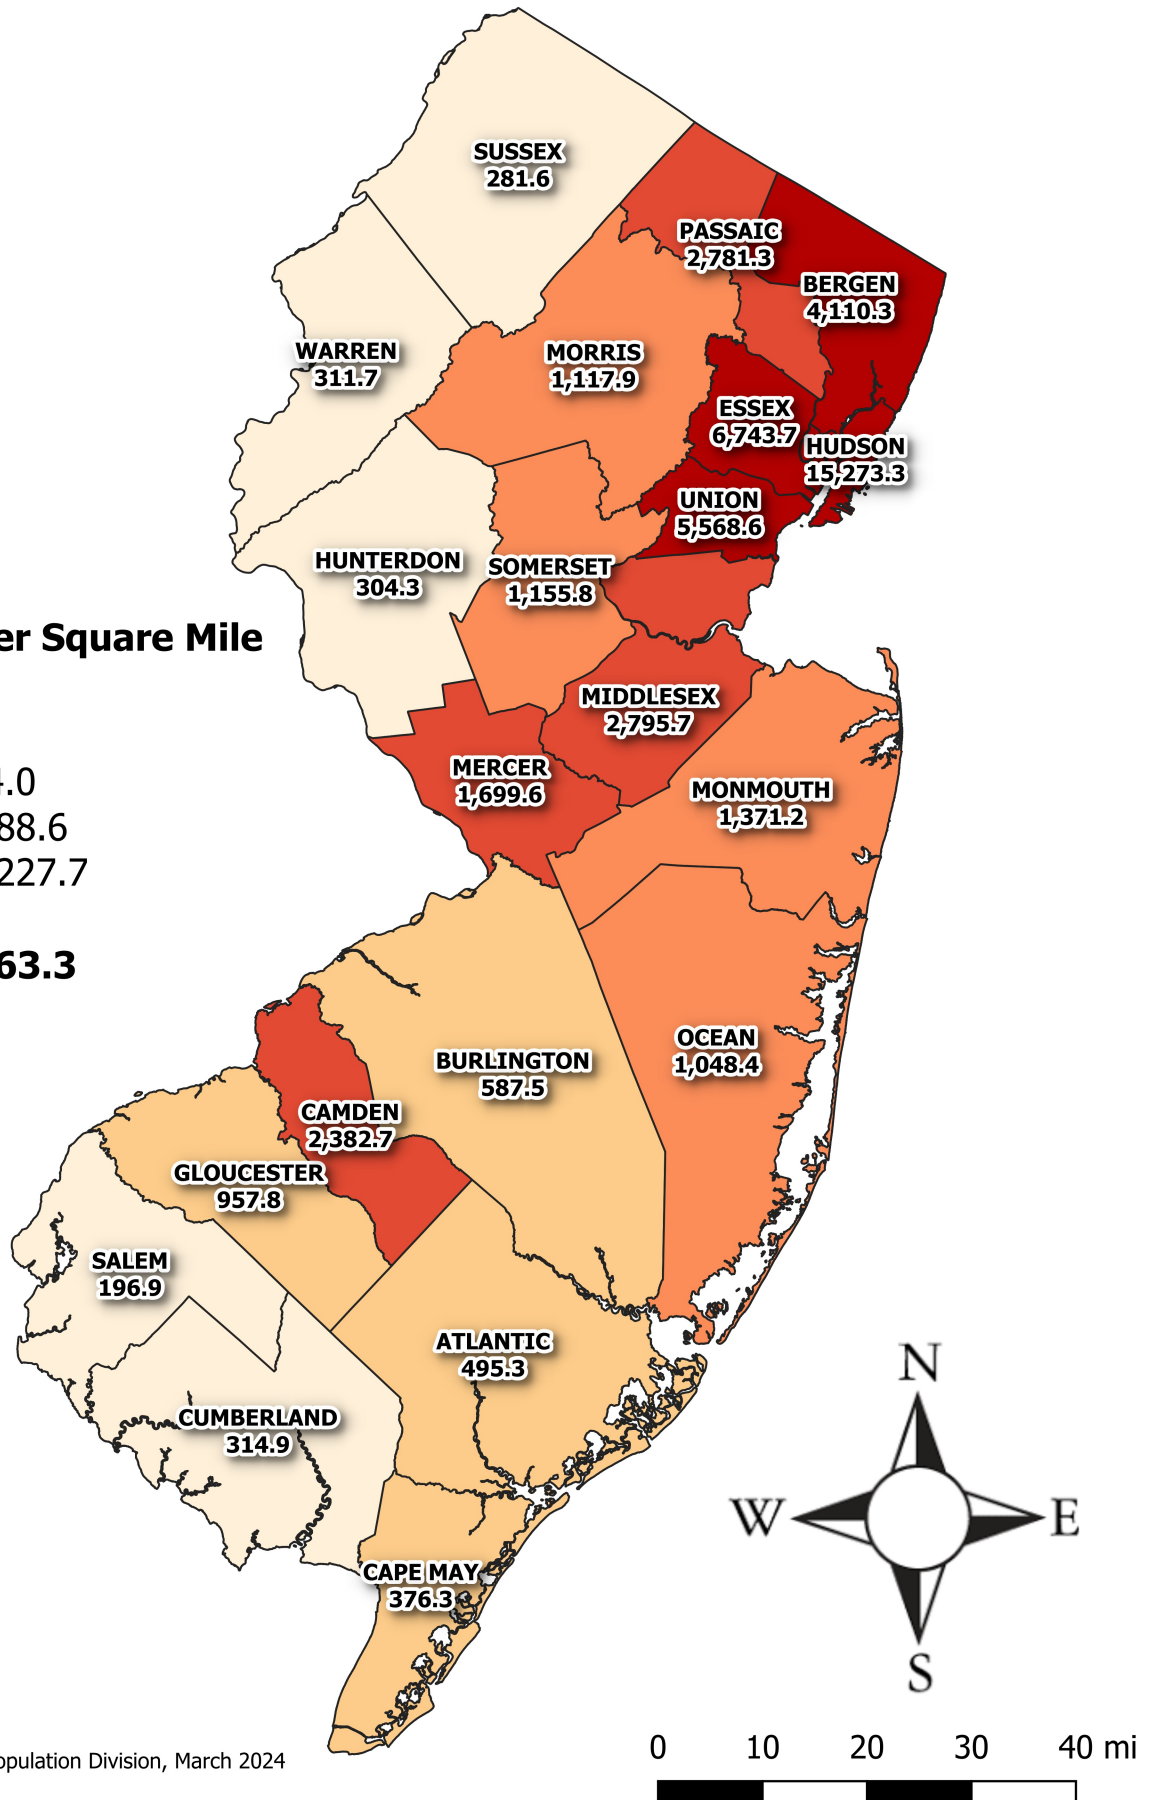 SUSSEX
281.6
PASSAIC
2,781.3
BERGEN
4,110.3
WARREN
311.7
MORRIS
1,117.9
ESSEX
6,743.7
HUDSON
15,273.3
UNION
5,568.6
HUNTERDON
304.3
SOMERSET
1,155.8
er Square Mile
MIDDLESEX
2,795.7
MERCER
1,699.6
MONMOUTH
1,371.2
4.0
88.6
227.7
63.3
OCEAN
1,048.4
BURLINGTON
587.5
CAMDEN
2,382.7
GLOUCESTER
957.8
SALEM
196.9
ATLANTIC
495.3
CUMBERLAND
314.9
CAPE MAY
376.3
N
W
E
S
opulation Division, March 2024
0 10 20 30 40 mi